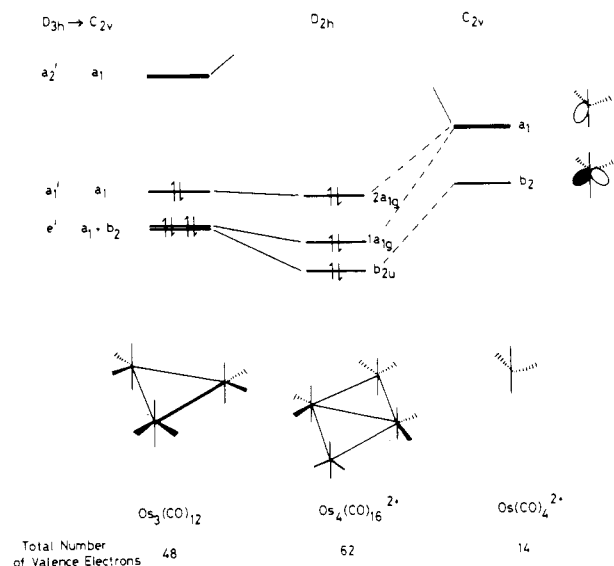 D3h → C2v D2h C2v
a2' a1
a1
a1' a1 2a1g b2
e' a1 + b2 1a1g
b2u
Os3(CO)12 Os4(CO)16 2+ Os(CO)4 2+
Total Number
of Valence Electrons 48 62 14